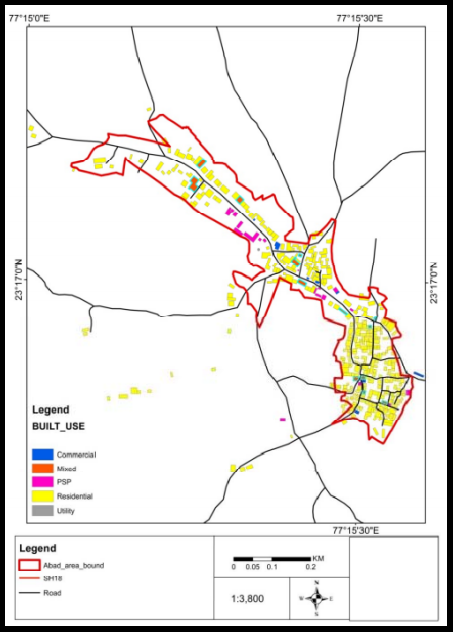 77°15'0"E 77°15'30"E
23°17'0"N 23°17'0"N
Legend
BUILT_USE
Commercial
Mixed
PSP
Residential
Utility
77°15'30"E
Legend
Albad_area_bound
SIH18
Road
KM
0 0.05 0.1 0.2
1:3,800
N
W E
S